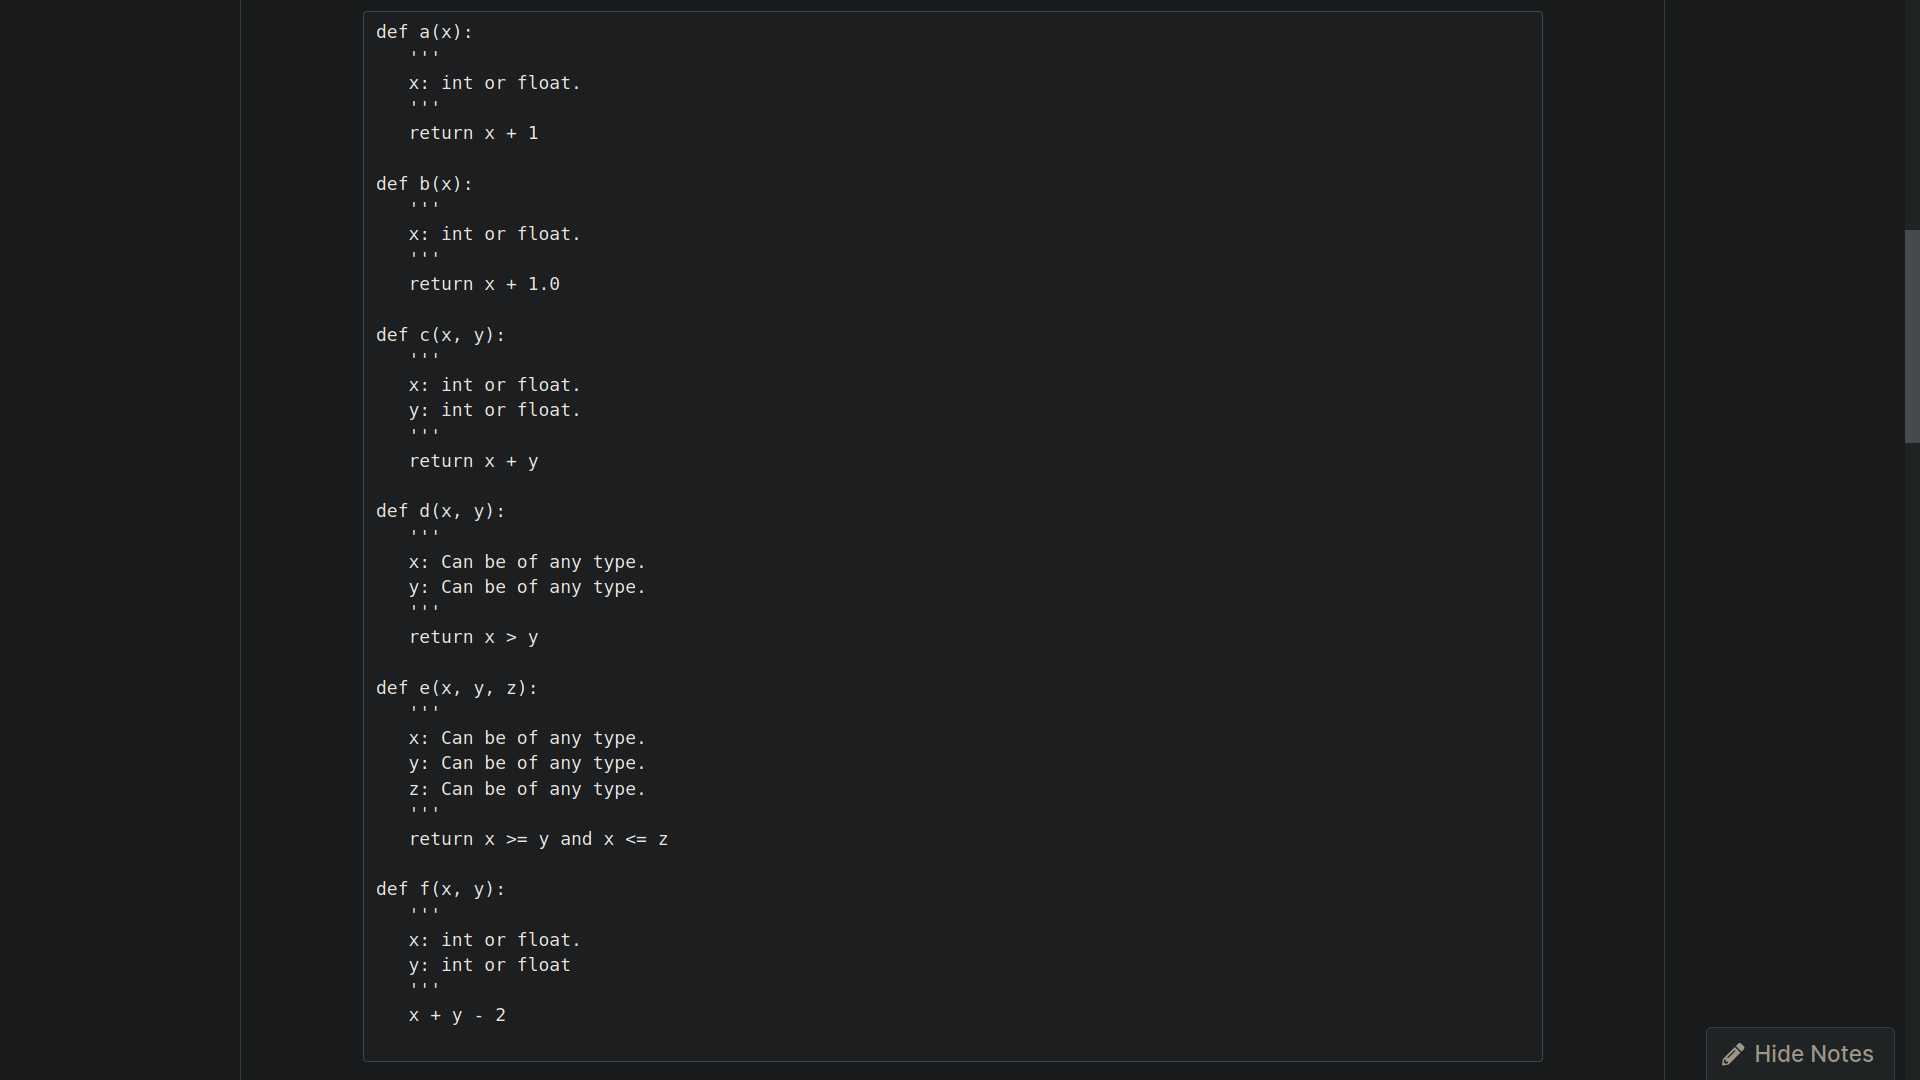 def a(x):
   '''
   x: int or float.
   '''
   return x + 1

def b(x):
   '''
   x: int or float.
   '''
   return x + 1.0

def c(x, y):
   '''
   x: int or float.
   y: int or float.
   '''
   return x + y

def d(x, y):
   '''
   x: Can be of any type.
   y: Can be of any type.
   '''
   return x > y

def e(x, y, z):
   '''
   x: Can be of any type.
   y: Can be of any type.
   z: Can be of any type.
   '''
   return x >= y and x <= z

def f(x, y):
   '''
   x: int or float.
   y: int or float
   '''
   x + y - 2
Hide Notes